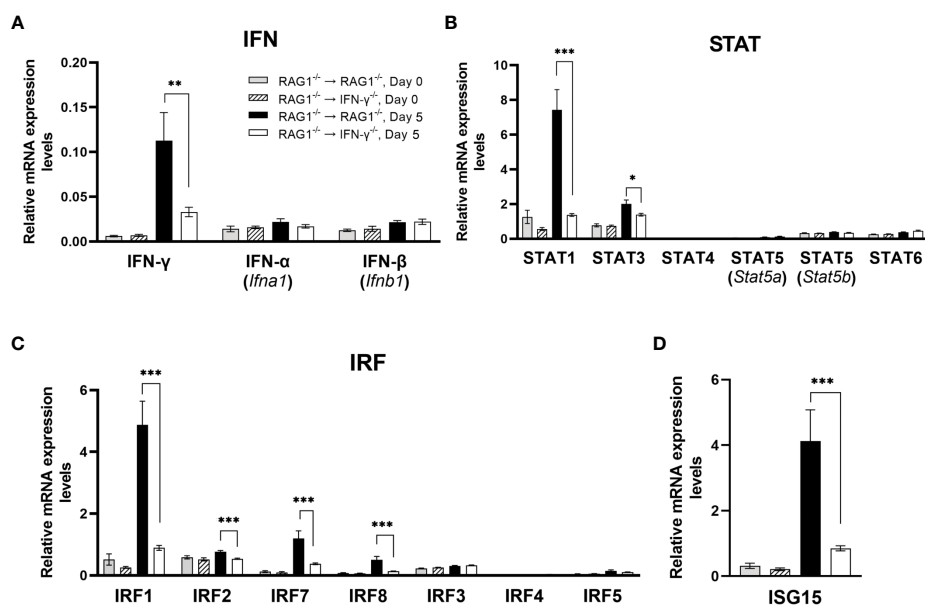 A
IFN
Relative mRNA expression
levels
0.20
0.15
0.10
0.05
0.00
**
RAG1-/- → RAG1-/-, Day 0
RAG1-/- → IFN-γ-/-, Day 0
RAG1-/- → RAG1-/-, Day 5
RAG1-/- → IFN-γ-/-, Day 5
IFN-γ IFN-α IFN-β
(Ifna1) (Ifnb1)
B
STAT
Relative mRNA expression
levels
10
8
6
4
2
0
***
*
STAT1 STAT3 STAT4 STAT5 STAT5 STAT6
(Stat5a) (Stat5b)
C
IRF
Relative mRNA expression
levels
6
4
2
0
***
***
***
***
IRF1 IRF2 IRF7 IRF8 IRF3 IRF4 IRF5
D
Relative mRNA expression
levels
6
4
2
0
***
ISG15